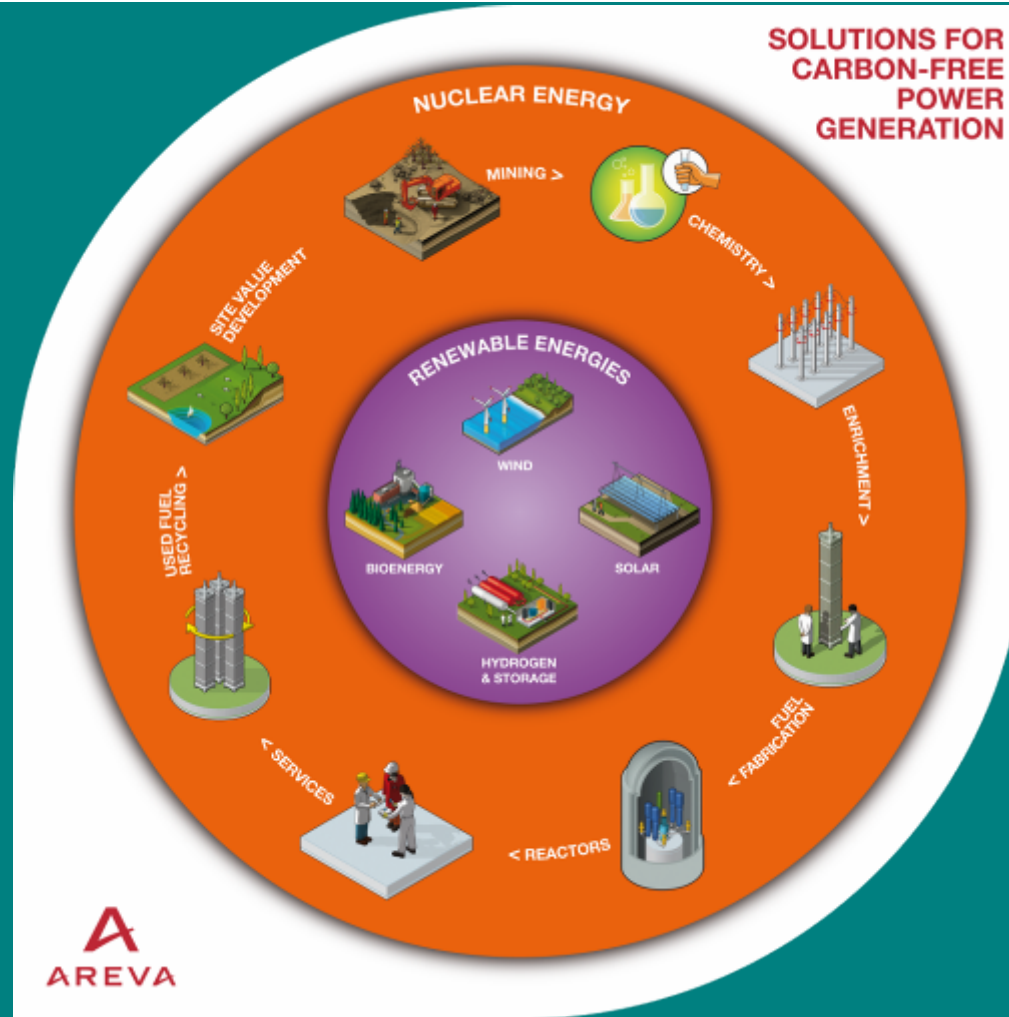 SOLUTIONS FOR
CARBON-FREE
POWER
GENERATION
NUCLEAR ENERGY
MINING >
CHEMISTRY >
ENRICHMENT >
FUEL
< FABRICATION
< REACTORS
< SERVICES
USED FUEL
RECYCLING >
SITE VALUE
DEVELOPMENT
RENEWABLE ENERGIES
WIND
BIOENERGY
SOLAR
HYDROGEN
& STORAGE
AREVA